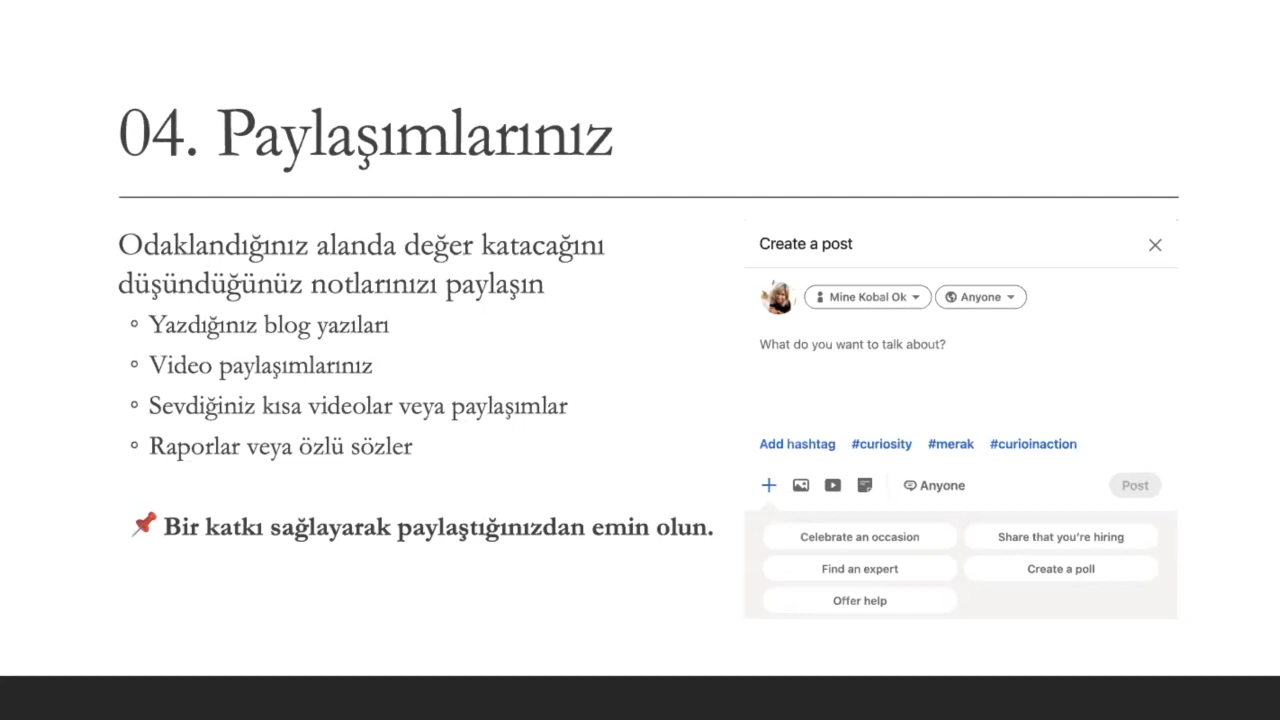 04. Paylaşımlarınız
Odaklandığınız alanda değer katacağını
düşündüğünüz notlarınızı paylaşın
Yazdığınız blog yazıları
Video paylaşımlarınız
Sevdiğiniz kısa videolar veya paylaşımlar
Raporlar veya özlü sözler
Bir katkı sağlayarak paylaştığınızdan emin olun.
Create a post
Mine Kobal Ok Anyone
What do you want to talk about?
Add hashtag #curiosity #merak #curioinaction
Anyone Post
Celebrate an occasion Share that you're hiring
Find an expert Create a poll
Offer help